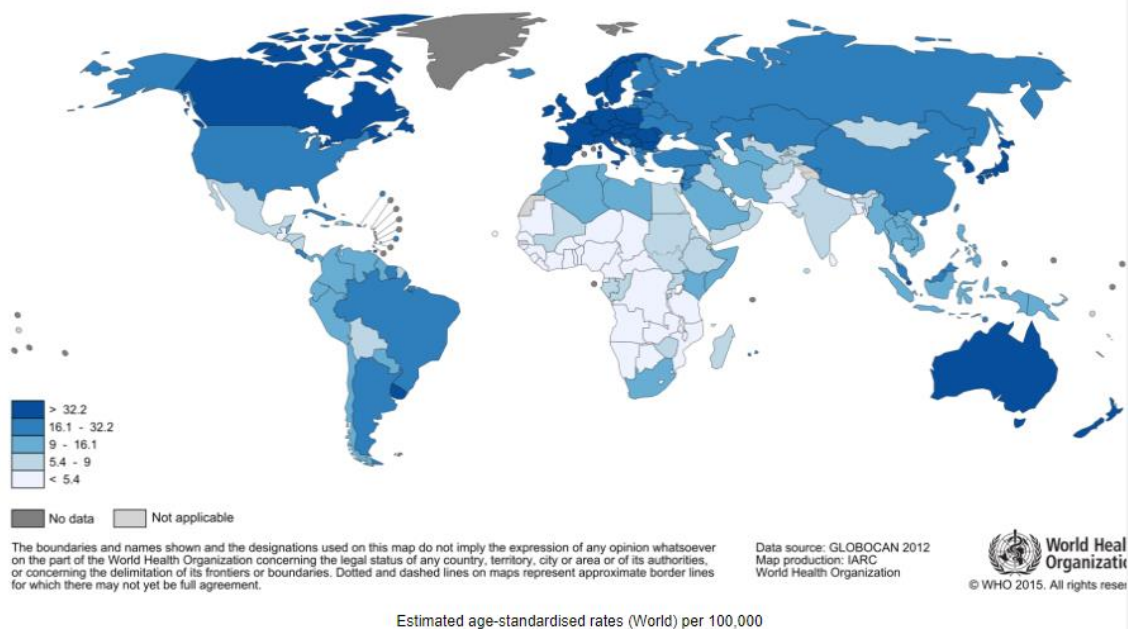 > 32.2
16.1 - 32.2
9 - 16.1
5.4 - 9
< 5.4
No data
Not applicable
The boundaries and names shown and the designations used on this map do not imply the expression of any opinion whatsoever
on the part of the World Health Organization concerning the legal status of any country, territory, city or area or of its authorities,
or concerning the delimitation of its frontiers or boundaries. Dotted and dashed lines on maps represent approximate border lines
for which there may not yet be full agreement.
Data source: GLOBOCAN 2012
Map production: IARC
World Health Organization
World Heal
Organizati
© WHO 2015. All rights reser
Estimated age-standardised rates (World) per 100,000